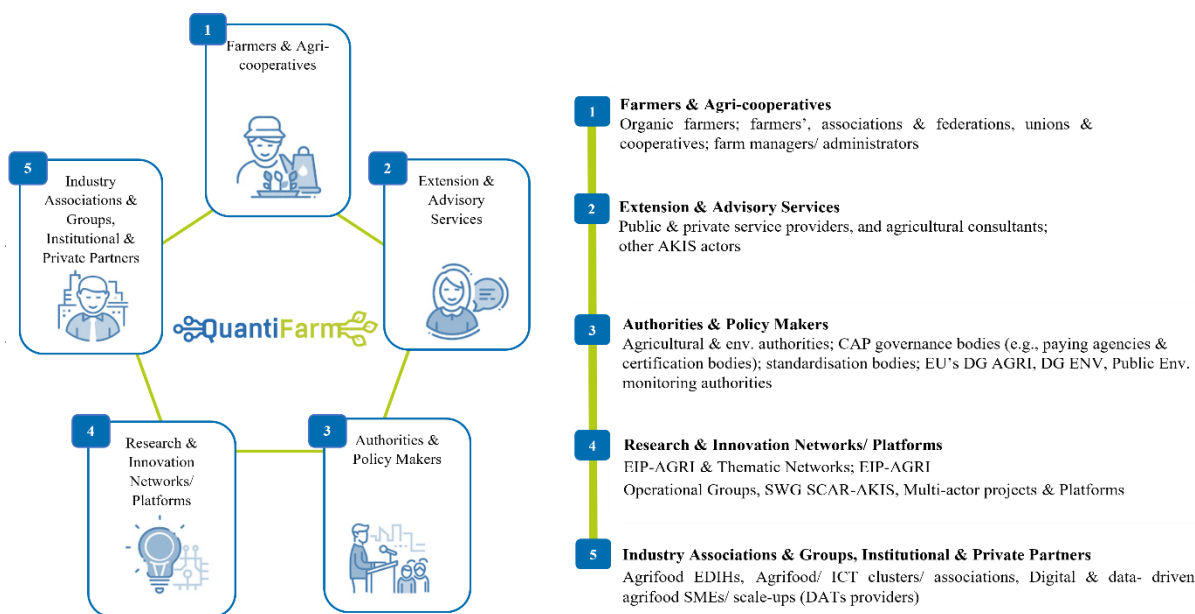 1
Farmers & Agri-
cooperatives
2
Extension &
Advisory
Services
3
Authorities &
Policy Makers
4
Research &
Innovation
Networks/
Platforms
5
Industry
Associations &
Groups,
Institutional &
Private Partners
QuantiFarm
1
Farmers & Agri-cooperatives
Organic farmers; farmers’, associations & federations, unions &
cooperatives; farm managers/ administrators
2
Extension & Advisory Services
Public & private service providers, and agricultural consultants;
other AKIS actors
3
Authorities & Policy Makers
Agricultural & env. authorities; CAP governance bodies (e.g., paying agencies &
certification bodies); standardisation bodies; EU’s DG AGRI, DG ENV, Public Env.
monitoring authorities
4
Research & Innovation Networks/ Platforms
EIP-AGRI & Thematic Networks; EIP-AGRI
Operational Groups, SWG SCAR-AKIS, Multi-actor projects & Platforms
5
Industry Associations & Groups, Institutional & Private Partners
Agrifood EDIHs, Agrifood/ ICT clusters/ associations, Digital & data- driven
agrifood SMEs/ scale-ups (DATs providers)